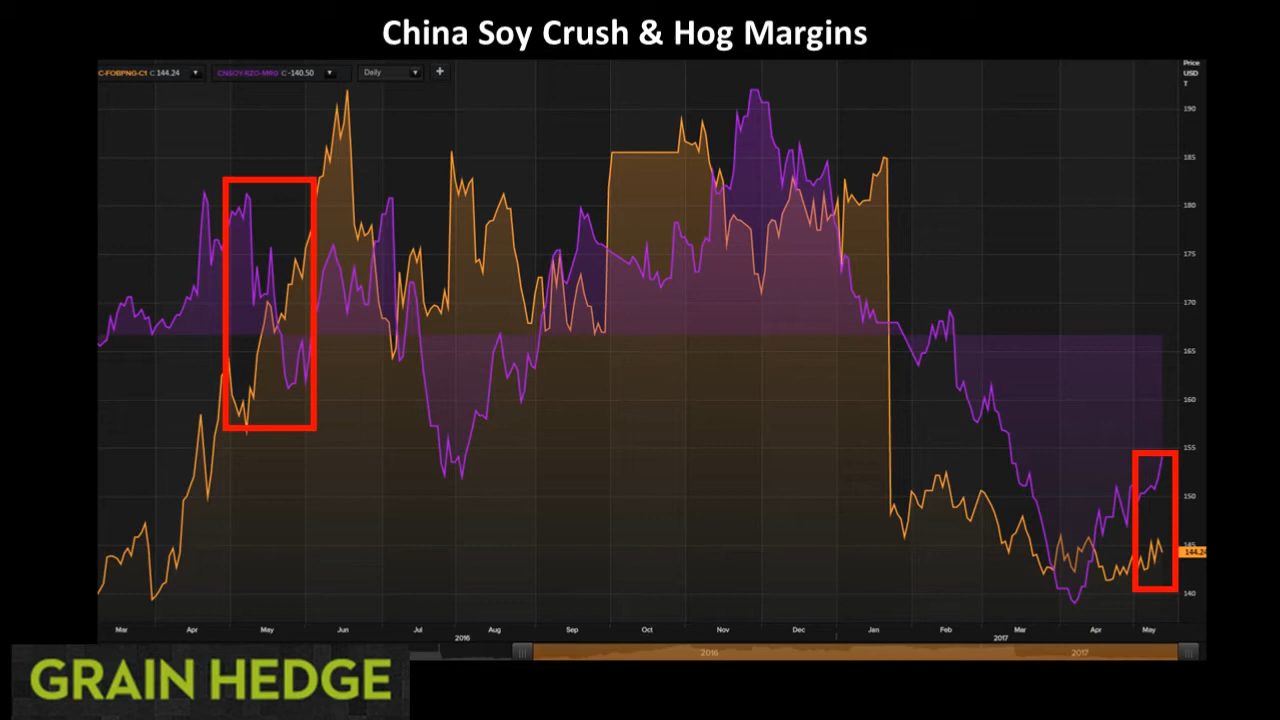 China Soy Crush & Hog Margins
C-FOBPNG-C1 C 144.24
CNSOY-RZO-MRG C -140.50
Daily
+
Price
USD
T
190
185
180
175
170
165
160
155
150
145
144.24
140
Mar Apr May Jun Jul Aug Sep Oct Nov Dec Jan Feb Mar Apr May
2016 2017
2016 2017
GRAIN HEDGE